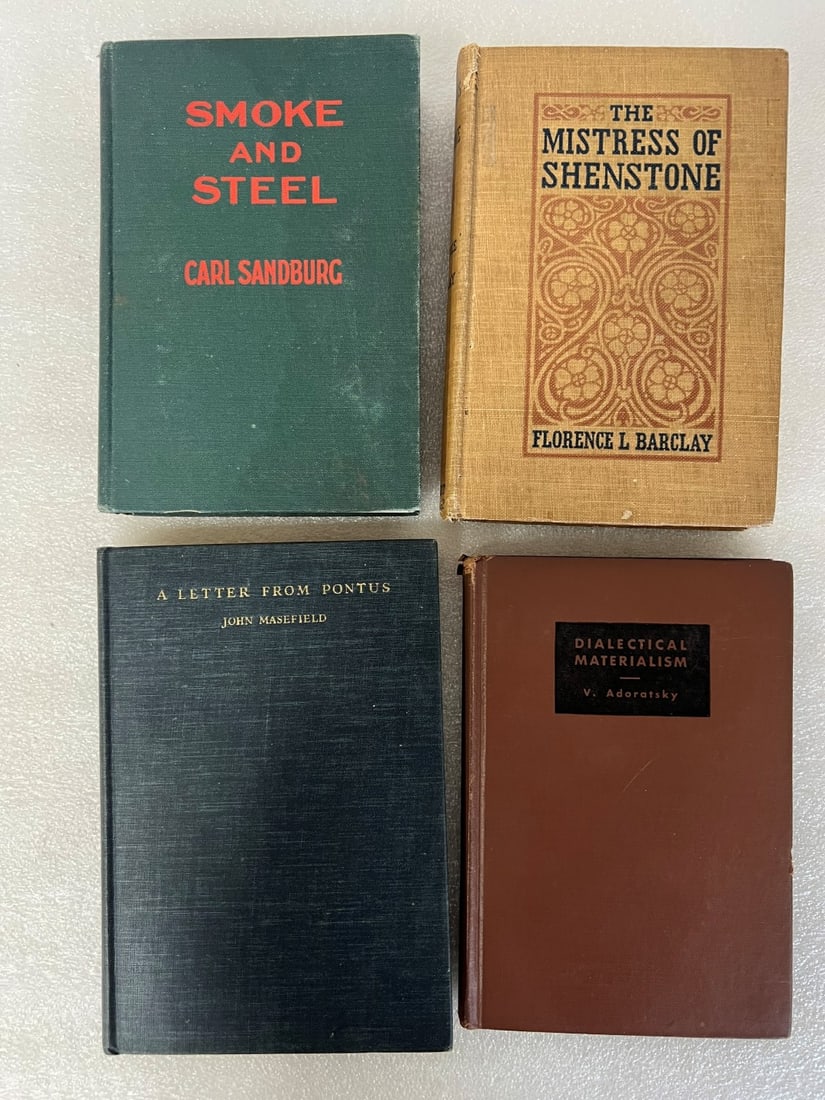 SMOKE
AND
STEEL
CARL SANDBURG
THE
MISTRESS OF
SHENSTONE
FLORENCE L BARCLAY
A LETTER FROM PONTUS
JOHN MASEFIELD
DIALECTICAL
MATERIALISM
V. Adoratsky